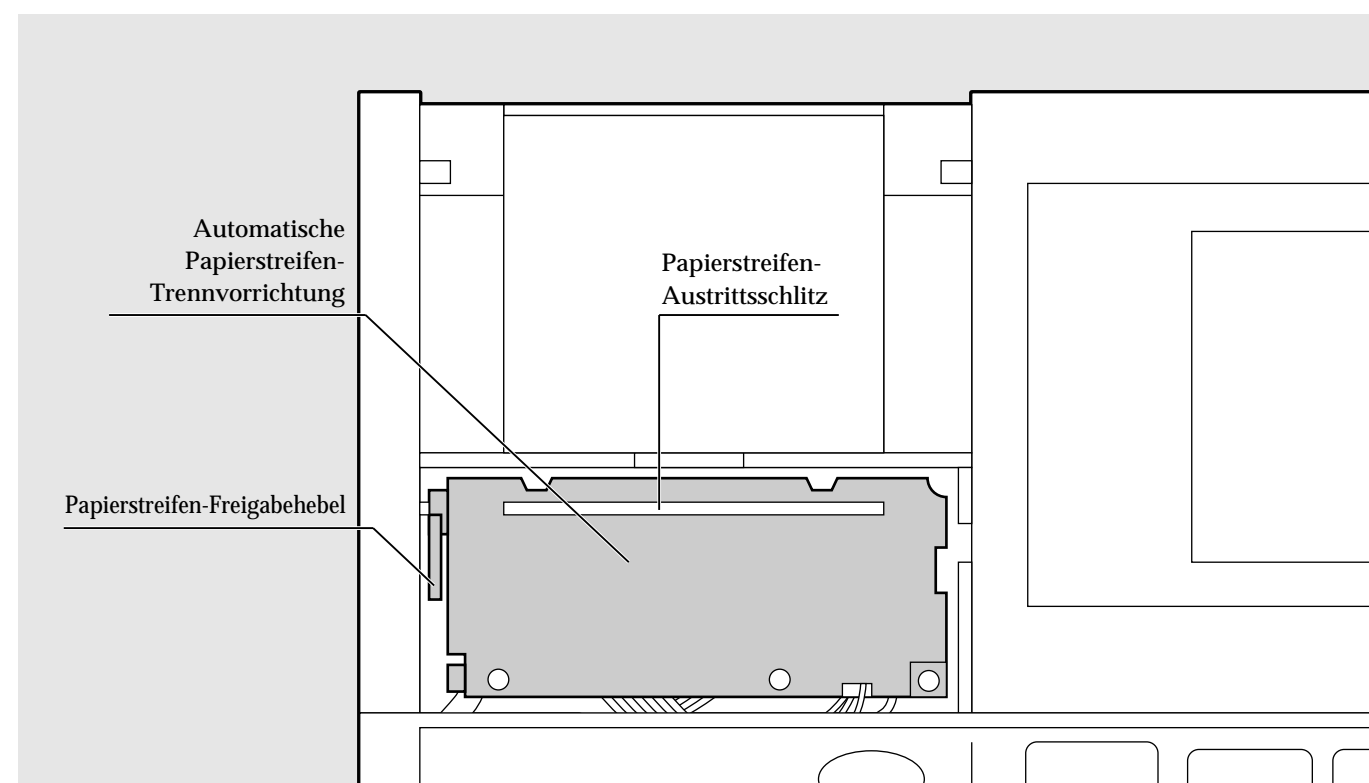 Automatische
Papierstreifen-
Trennvorrichtung
Papierstreifen-
Austrittsschlitz
Papierstreifen-Freigabehebel